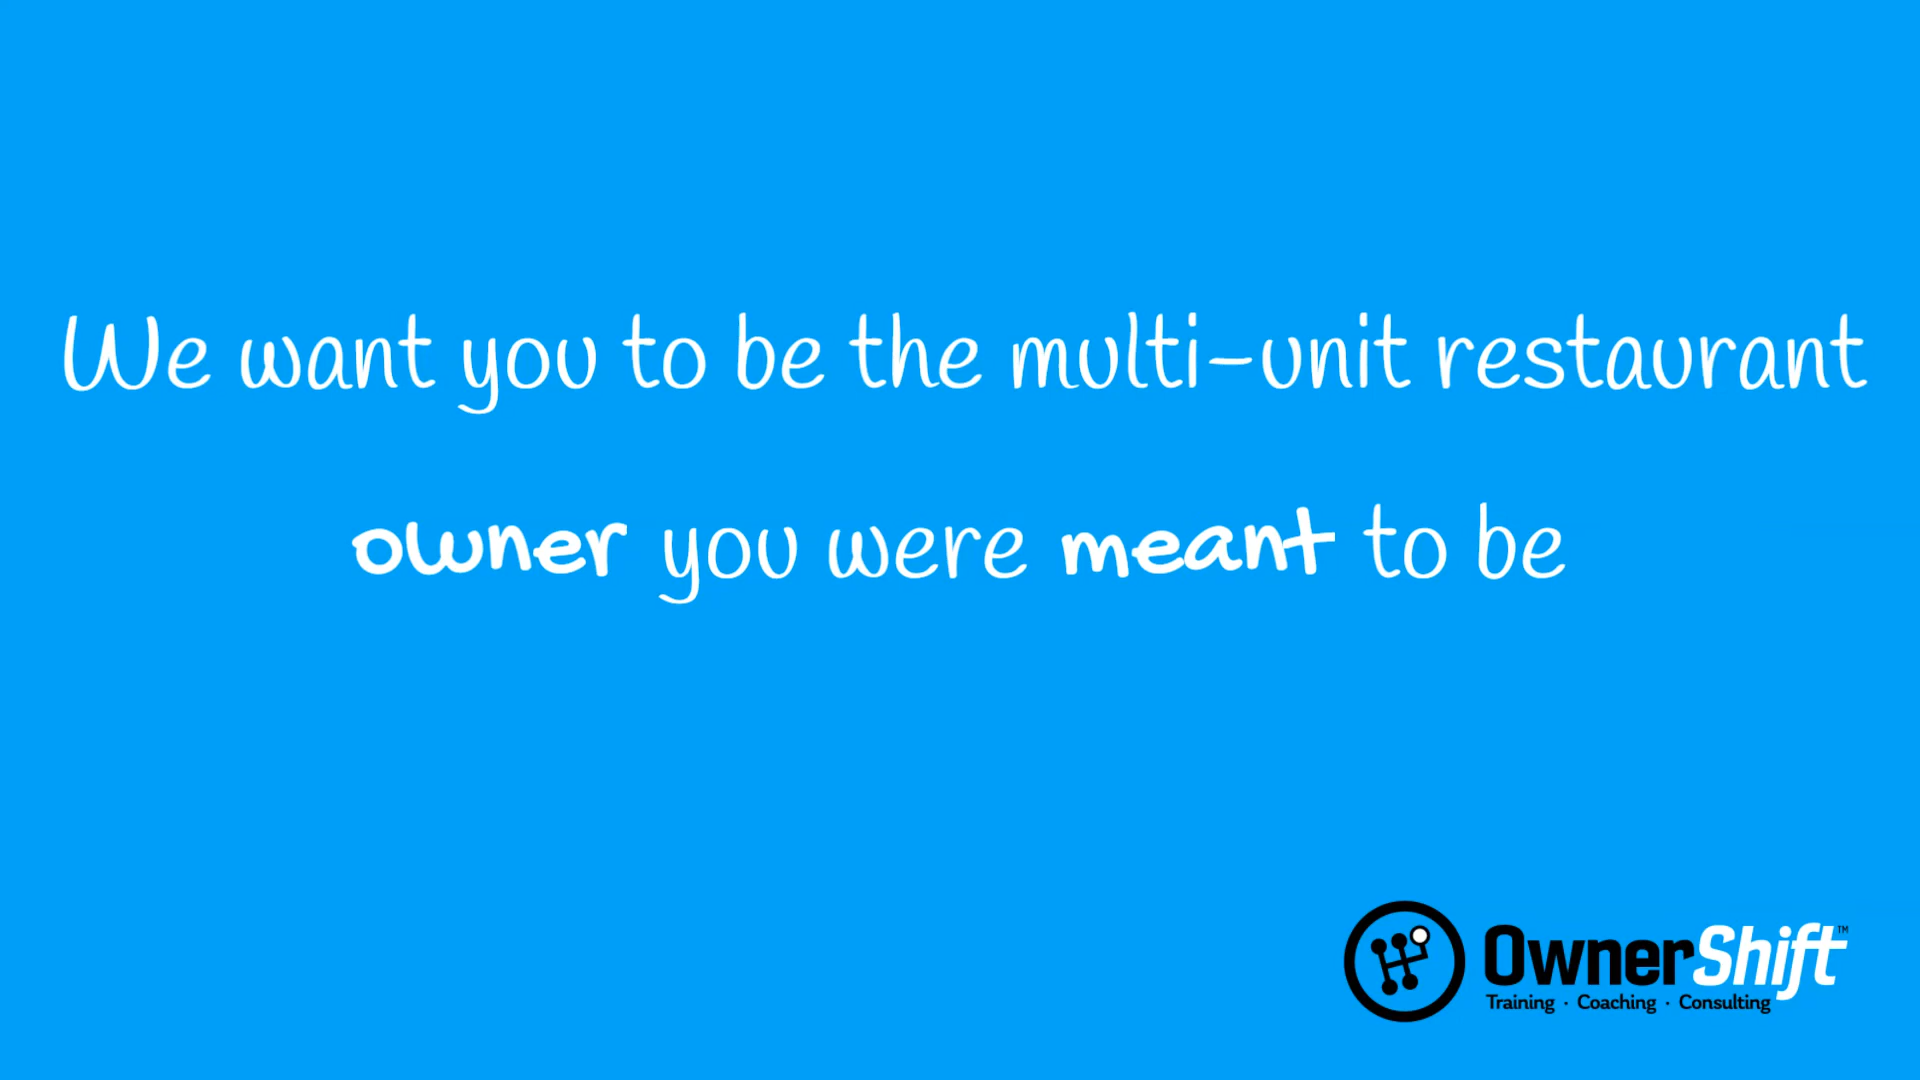 We want you to be the multi-unit restaurant
owner you were meant to be
OwnerShift™
Training · Coaching · Consulting